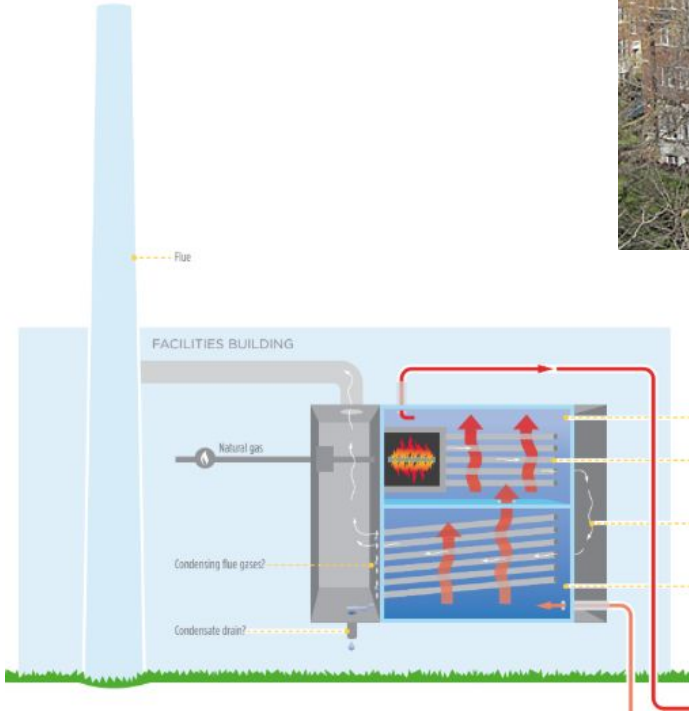 Flue
FACILITIES BUILDING
Natural gas
Condensing flue gases?
Condensate drain?